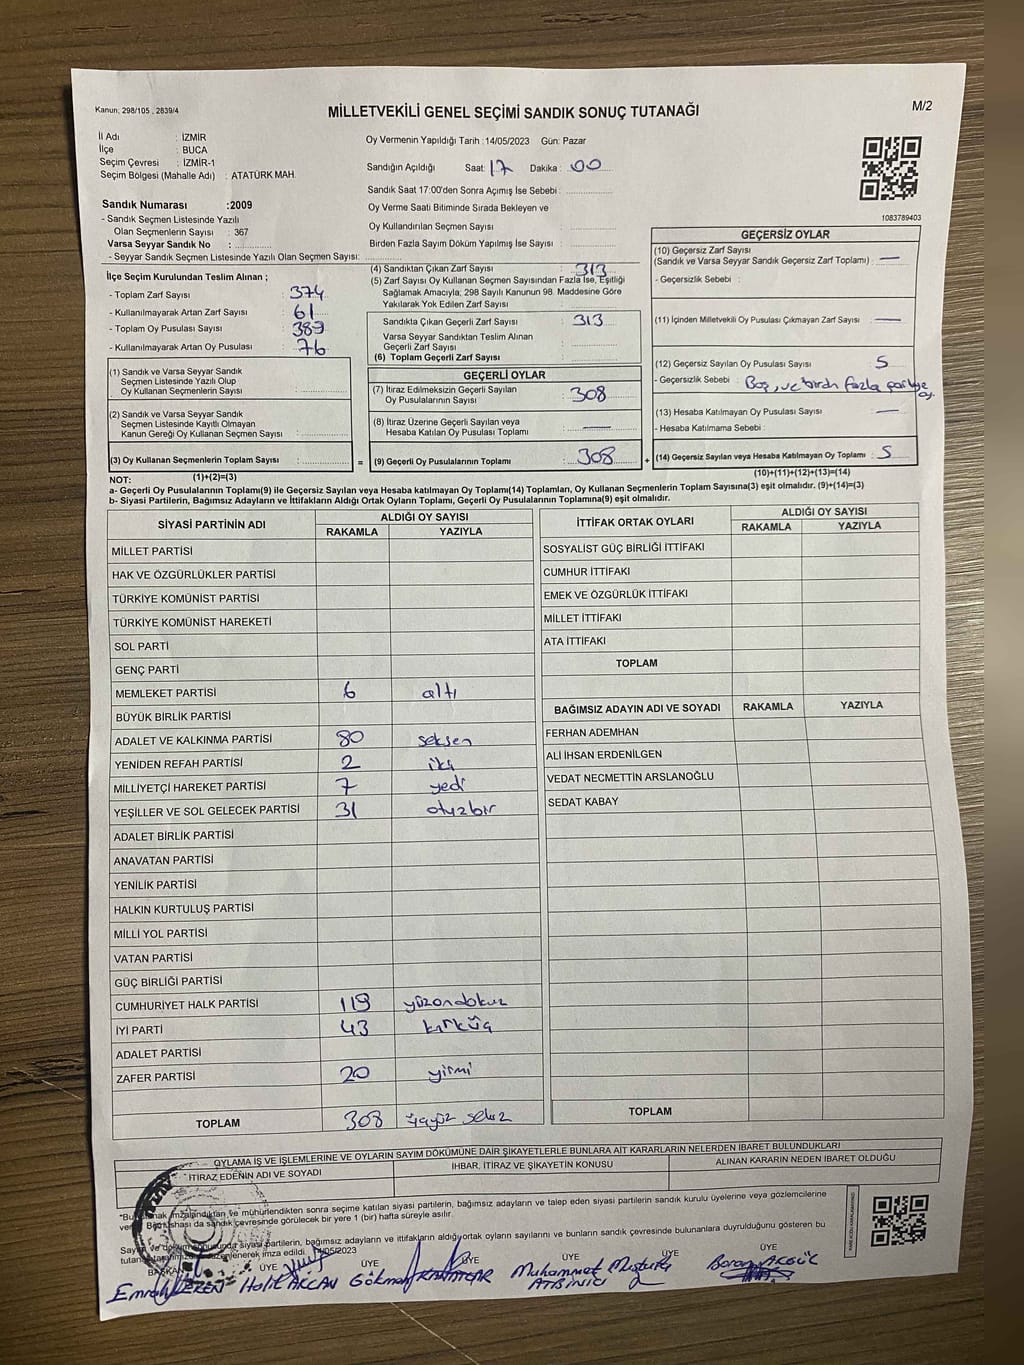 Kanun: 298/105 , 2839/4
MİLLETVEKİLİ GENEL SEÇİMİ SANDIK SONUÇ TUTANAĞI
M/2
İl Adı : İZMİR
İlçe : BUCA
Seçim Çevresi : İZMİR-1
Seçim Bölgesi (Mahalle Adı) : ATATÜRK MAH.
Oy Vermenin Yapıldığı Tarih : 14/05/2023 Gün: Pazar
Sandığın Açıldığı Saat: 17 Dakika : 00
Sandık Saat 17:00'den Sonra Açımış İse Sebebi :
Oy Verme Saati Bitiminde Sırada Bekleyen ve
Oy Kullandırılan Seçmen Sayısı :
Birden Fazla Sayım Döküm Yapılmış İse Sayısı :
1083789403
Sandık Numarası :2009
- Sandık Seçmen Listesinde Yazılı
Olan Seçmenlerin Sayısı : 367
Varsa Seyyar Sandık No :
- Seyyar Sandık Seçmen Listesinde Yazılı Olan Seçmen Sayısı:
İlçe Seçim Kurulundan Teslim Alınan ;
- Toplam Zarf Sayısı : 374
- Kullanılmayarak Artan Zarf Sayısı : 61
- Toplam Oy Pusulası Sayısı : 389
- Kullanılmayarak Artan Oy Pusulası : 76
(1) Sandık ve Varsa Seyyar Sandık
Seçmen Listesinde Yazılı Olup
Oy Kullanan Seçmenlerin Sayısı :
(2) Sandık ve Varsa Seyyar Sandık
Seçmen Listesinde Kayıtlı Olmayan
Kanun Gereği Oy Kullanan Seçmen Sayısı :
(3) Oy Kullanan Seçmenlerin Toplam Sayısı :
(4) Sandıktan Çıkan Zarf Sayısı : 313
(5) Zarf Sayısı Oy Kullanan Seçmen Sayısından Fazla İse, Eşitliği
Sağlamak Amacıyla; 298 Sayılı Kanunun 98. Maddesine Göre
Yakılarak Yok Edilen Zarf Sayısı :
Sandıkta Çıkan Geçerli Zarf Sayısı : 313
Varsa Seyyar Sandıktan Teslim Alınan
Geçerli Zarf Sayısı :
(6) Toplam Geçerli Zarf Sayısı :
GEÇERLİ OYLAR
(7) İtiraz Edilmeksizin Geçerli Sayılan
Oy Pusulalarının Sayısı : 308
(8) İtiraz Üzerine Geçerli Sayılan veya
Hesaba Katılan Oy Pusulası Toplamı : —
= (9) Geçerli Oy Pusulalarının Toplamı : 308 +
GEÇERSİZ OYLAR
(10) Geçersiz Zarf Sayısı
(Sandık ve Varsa Seyyar Sandık Geçersiz Zarf Toplamı) : —
- Geçersizlik Sebebi :
(11) İçinden Milletvekili Oy Pusulası Çıkmayan Zarf Sayısı : —
(12) Geçersiz Sayılan Oy Pusulası Sayısı : 5
- Geçersizlik Sebebi : Boş, ve birdn fazla partiye oy.
(13) Hesaba Katılmayan Oy Pusulası Sayısı : —
- Hesaba Katılmama Sebebi :
(14) Geçersiz Sayılan veya Hesaba Katılmayan Oy Toplamı : 5
NOT: (1)+(2)=(3)
(10)+(11)+(12)+(13)=(14)
a- Geçerli Oy Pusulalarının Toplamı(9) ile Geçersiz Sayılan veya Hesaba katılmayan Oy Toplamı(14) Toplamları, Oy Kullanan Seçmenlerin Toplam Sayısına(3) eşit olmalıdır. (9)+(14)=(3)
b- Siyasi Partilerin, Bağımsız Adayların ve İttifakların Aldığı Ortak Oyların Toplamı, Geçerli Oy Pusulalarının Toplamına(9) eşit olmalıdır.
SİYASİ PARTİNİN ADI ALDIĞI OY SAYISI
RAKAMLA YAZIYLA
MİLLET PARTİSİ
HAK VE ÖZGÜRLÜKLER PARTİSİ
TÜRKİYE KOMÜNİST PARTİSİ
TÜRKİYE KOMÜNİST HAREKETİ
SOL PARTİ
GENÇ PARTİ
MEMLEKET PARTİSİ 6 altı
BÜYÜK BİRLİK PARTİSİ
ADALET VE KALKINMA PARTİSİ 80 seksen
YENİDEN REFAH PARTİSİ 2 iki
MİLLİYETÇİ HAREKET PARTİSİ 7 yedi
YEŞİLLER VE SOL GELECEK PARTİSİ 31 otuzbir
ADALET BİRLİK PARTİSİ
ANAVATAN PARTİSİ
YENİLİK PARTİSİ
HALKIN KURTULUŞ PARTİSİ
MİLLİ YOL PARTİSİ
VATAN PARTİSİ
GÜÇ BİRLİĞİ PARTİSİ
CUMHURİYET HALK PARTİSİ 119 yüzondokuz
İYİ PARTİ 43 kırküç
ADALET PARTİSİ
ZAFER PARTİSİ 20 yirmi
TOPLAM 308 üçyüz sekiz
İTTİFAK ORTAK OYLARI ALDIĞI OY SAYISI
RAKAMLA YAZIYLA
SOSYALİST GÜÇ BİRLİĞİ İTTİFAKI
CUMHUR İTTİFAKI
EMEK VE ÖZGÜRLÜK İTTİFAKI
MİLLET İTTİFAKI
ATA İTTİFAKI
TOPLAM
BAĞIMSIZ ADAYIN ADI VE SOYADI RAKAMLA YAZIYLA
FERHAN ADEMHAN
ALİ İHSAN ERDENİLGEN
VEDAT NECMETTİN ARSLANOĞLU
SEDAT KABAY
TOPLAM
OYLAMA İŞ VE İŞLEMLERİNE VE OYLARIN SAYIM DÖKÜMÜNE DAİR ŞİKAYETLERLE BUNLARA AİT KARARLARIN NELERDEN İBARET BULUNDUKLARI
İTİRAZ EDENİN ADI VE SOYADI İHBAR, İTİRAZ VE ŞİKAYETİN KONUSU ALINAN KARARIN NEDEN İBARET OLDUĞU
imzalandıktan ve mühürlendikten sonra seçime katılan siyasi partilerin, bağımsız adayların ve talep eden siyasi partilerin sandık kurulu üyelerine veya gözlemcilerine
da sandık çevresinde görülecek bir yere 1 (bir) hafta süreyle asılır.
siyasi partilerin, bağımsız adayların ve ittifakların aldığı ortak oyların sayılarını ve bunların sandık çevresinde bulunanlara duyrulduğunu gösteren bu
imza edildi. 14/05/2023
BAŞKAN ÜYE ÜYE ÜYE ÜYE ÜYE ÜYE
Halil AKCAN Gökmen Muhammet Mustafa Baran AKGÜL